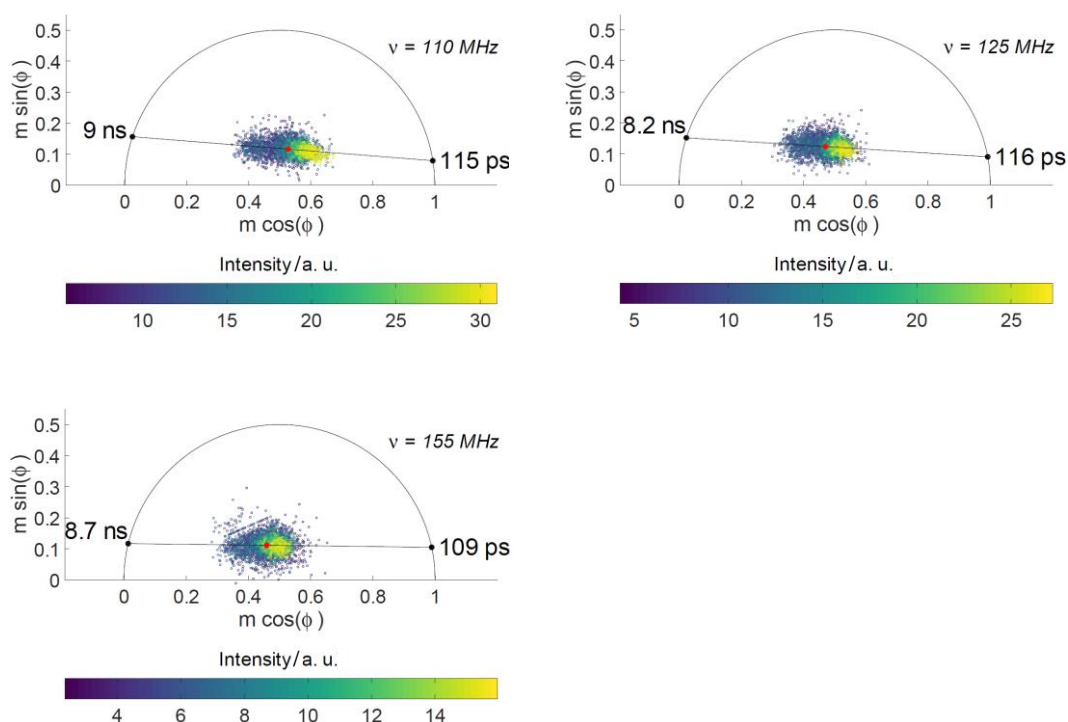 0.5
ν = 110 MHz
0.4
0.3
m sin(ϕ )
0.2
9 ns
0.1
115 ps
0
0 0.2 0.4 0.6 0.8 1
m cos(ϕ )
Intensity/a. u.
10 15 20 25 30
0.5
ν = 125 MHz
0.4
0.3
m sin(ϕ )
0.2
8.2 ns
0.1
116 ps
0
0 0.2 0.4 0.6 0.8 1
m cos(ϕ )
Intensity/a. u.
5 10 15 20 25
0.5
ν = 155 MHz
0.4
0.3
m sin(ϕ )
0.2
8.7 ns
0.1
109 ps
0
0 0.2 0.4 0.6 0.8 1
m cos(ϕ )
Intensity/a. u.
4 6 8 10 12 14